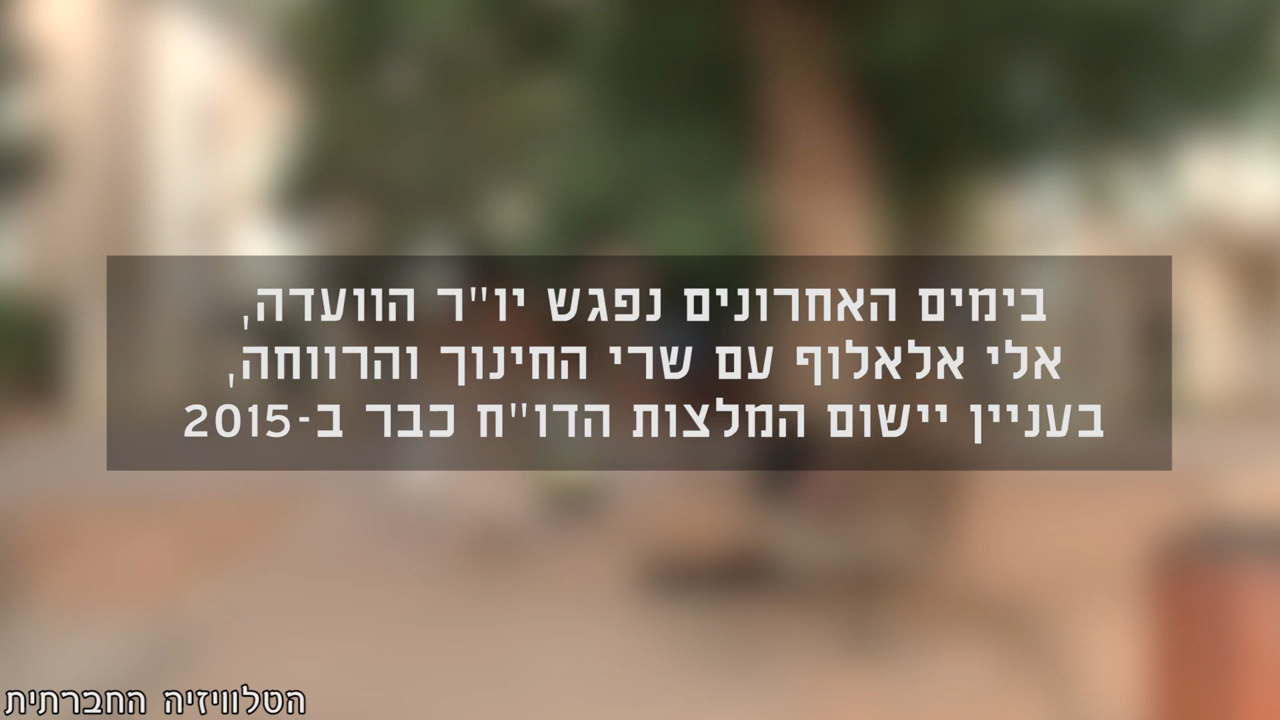 בימים האחרונים נפגש יו"ר הוועדה,
אלי אלאלוף עם שרי החינוך והרווחה,
בעניין יישום המלצות הדו"ח כבר ב-2015
הטלוויזיה החברתית